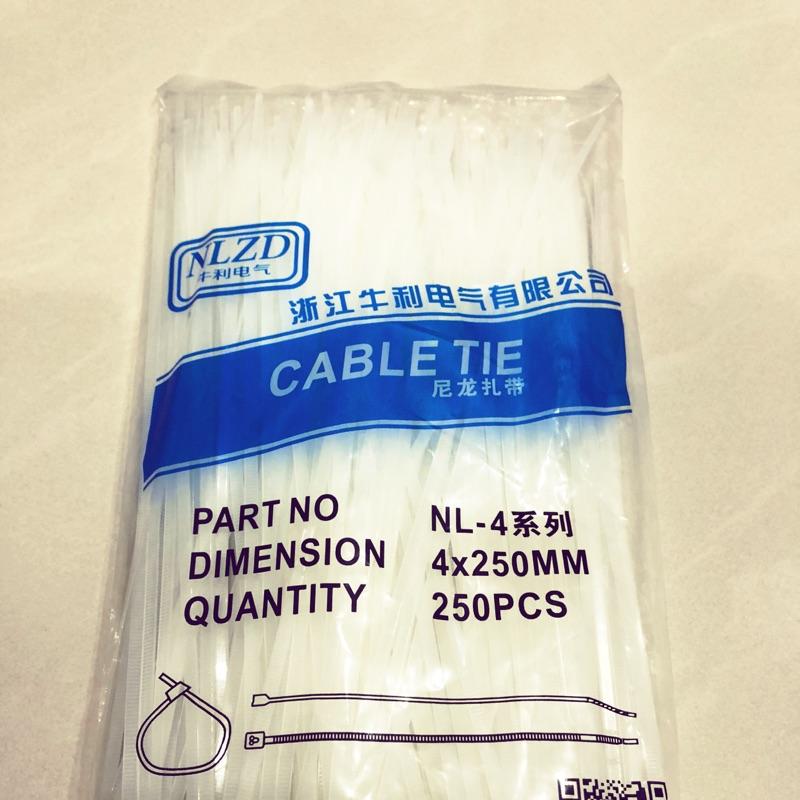 NLZD
牛利电气
浙江牛利电气有限公司
CABLE TIE
尼龙扎带
PART NO NL-4系列
DIMENSION 4x250MM
QUANTITY 250PCS